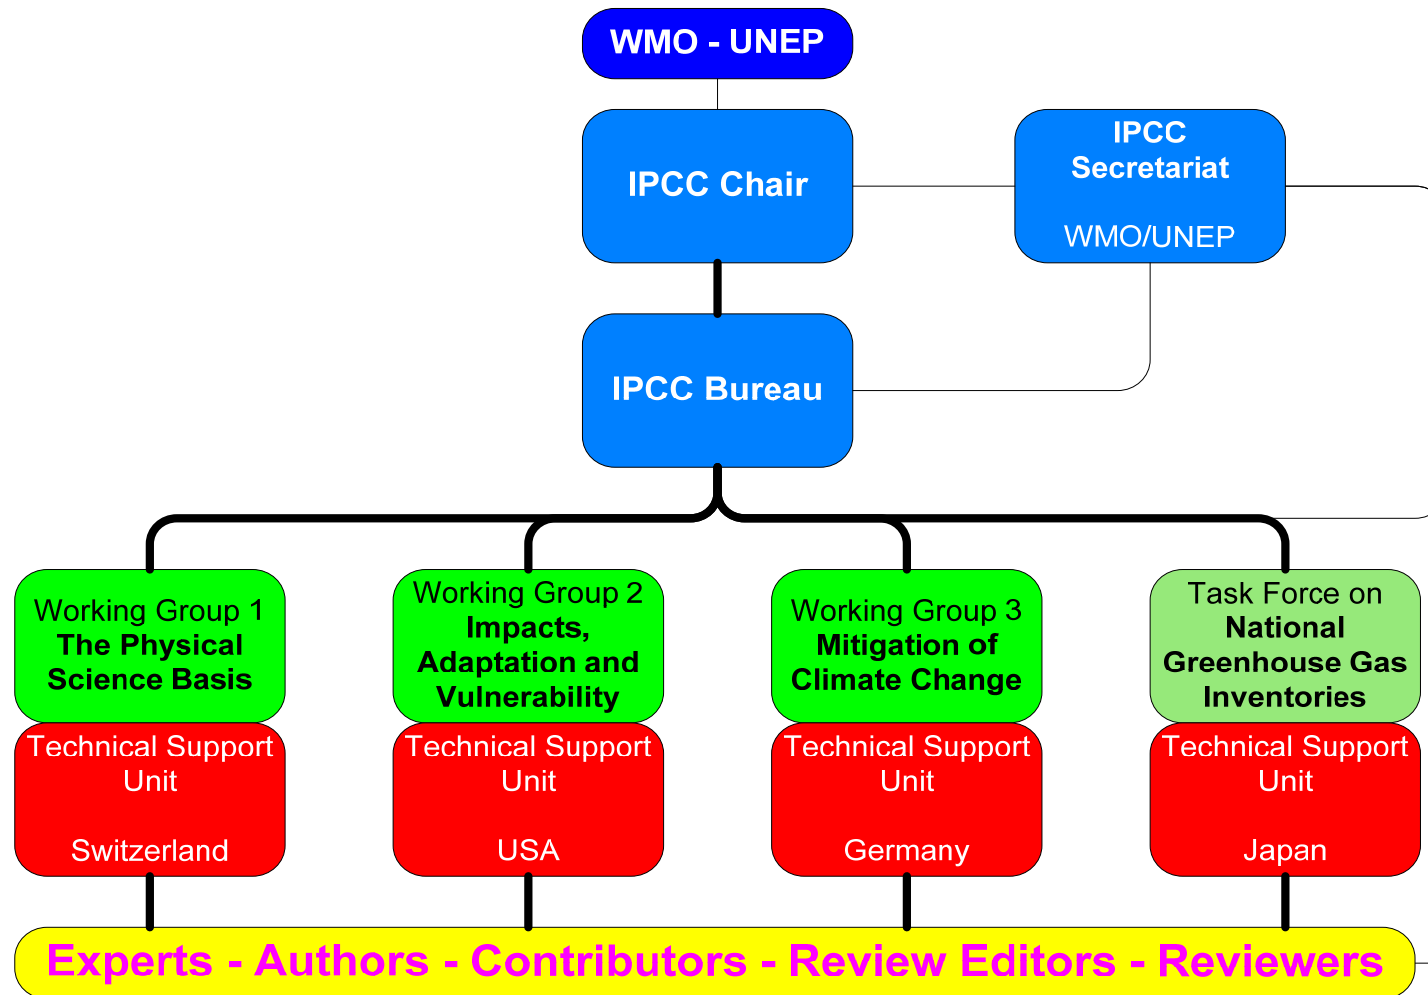 WMO - UNEP
IPCC Chair
IPCC
Secretariat
WMO/UNEP
IPCC Bureau
Working Group 1
The Physical
Science Basis
Technical Support
Unit
Switzerland
Working Group 2
Impacts,
Adaptation and
Vulnerability
Technical Support
Unit
USA
Working Group 3
Mitigation of
Climate Change
Technical Support
Unit
Germany
Task Force on
National
Greenhouse Gas
Inventories
Technical Support
Unit
Japan
Experts - Authors - Contributors - Review Editors - Reviewers